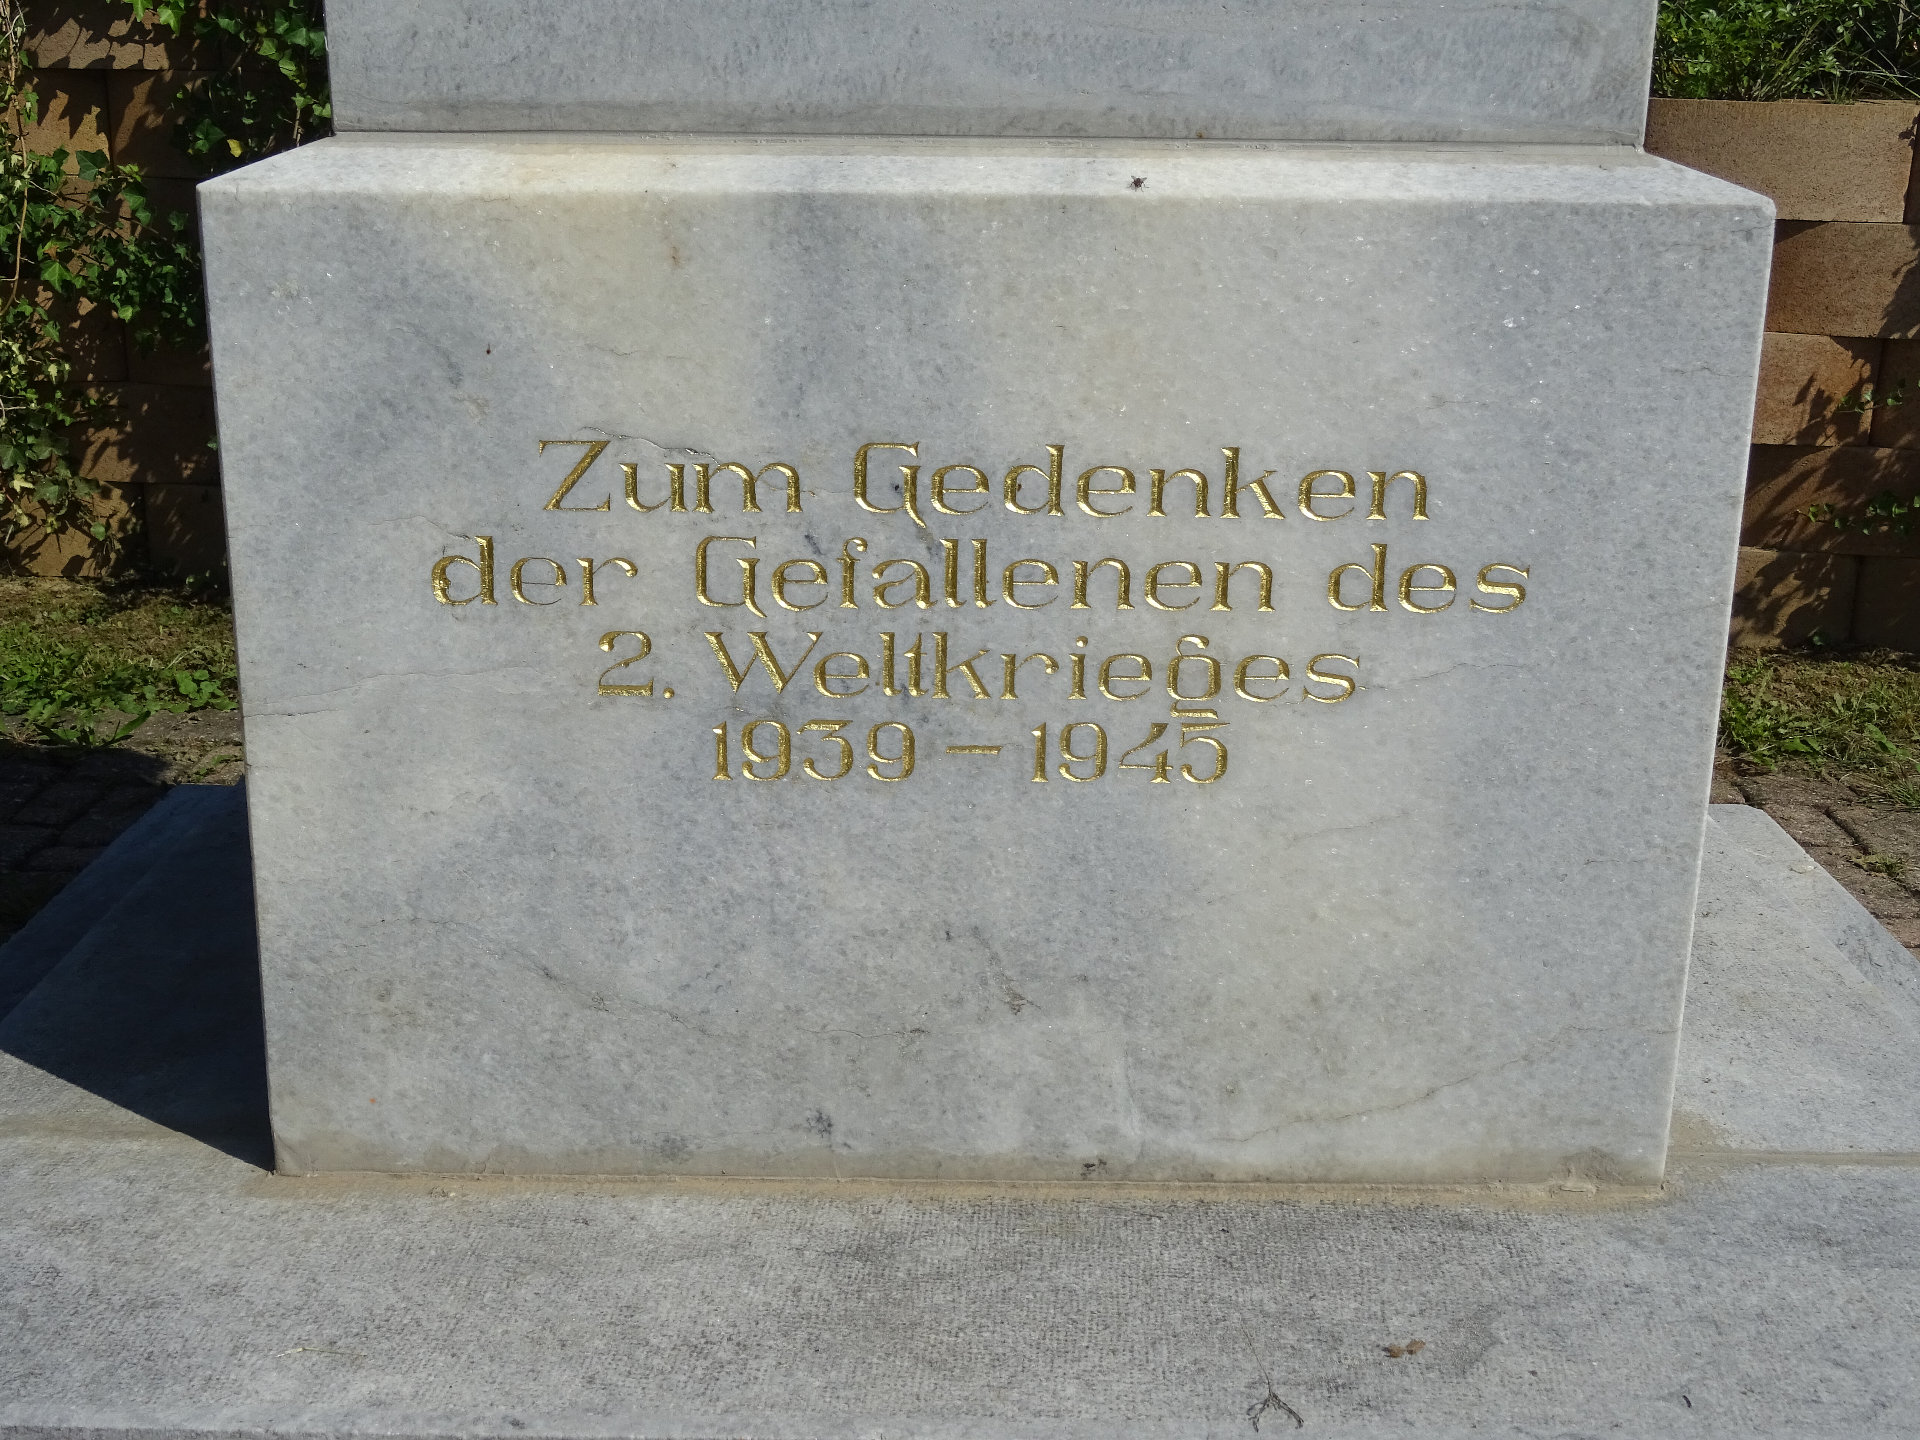 Zum Gedenken
der Gefallenen des
2. Weltkrieges
1939 – 1945